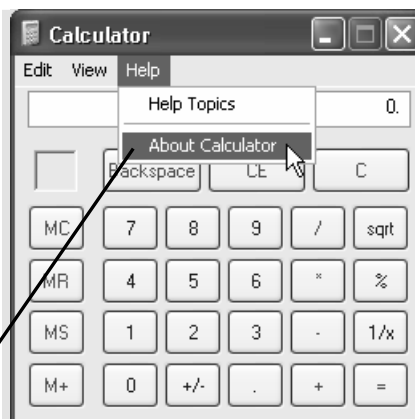 Calculator
Edit View Help
Help Topics
0.
About Calculator
Backspace CE C
MC 7 8 9 / sqrt
MR 4 5 6 * %
MS 1 2 3 - 1/x
M+ 0 +/- . + =